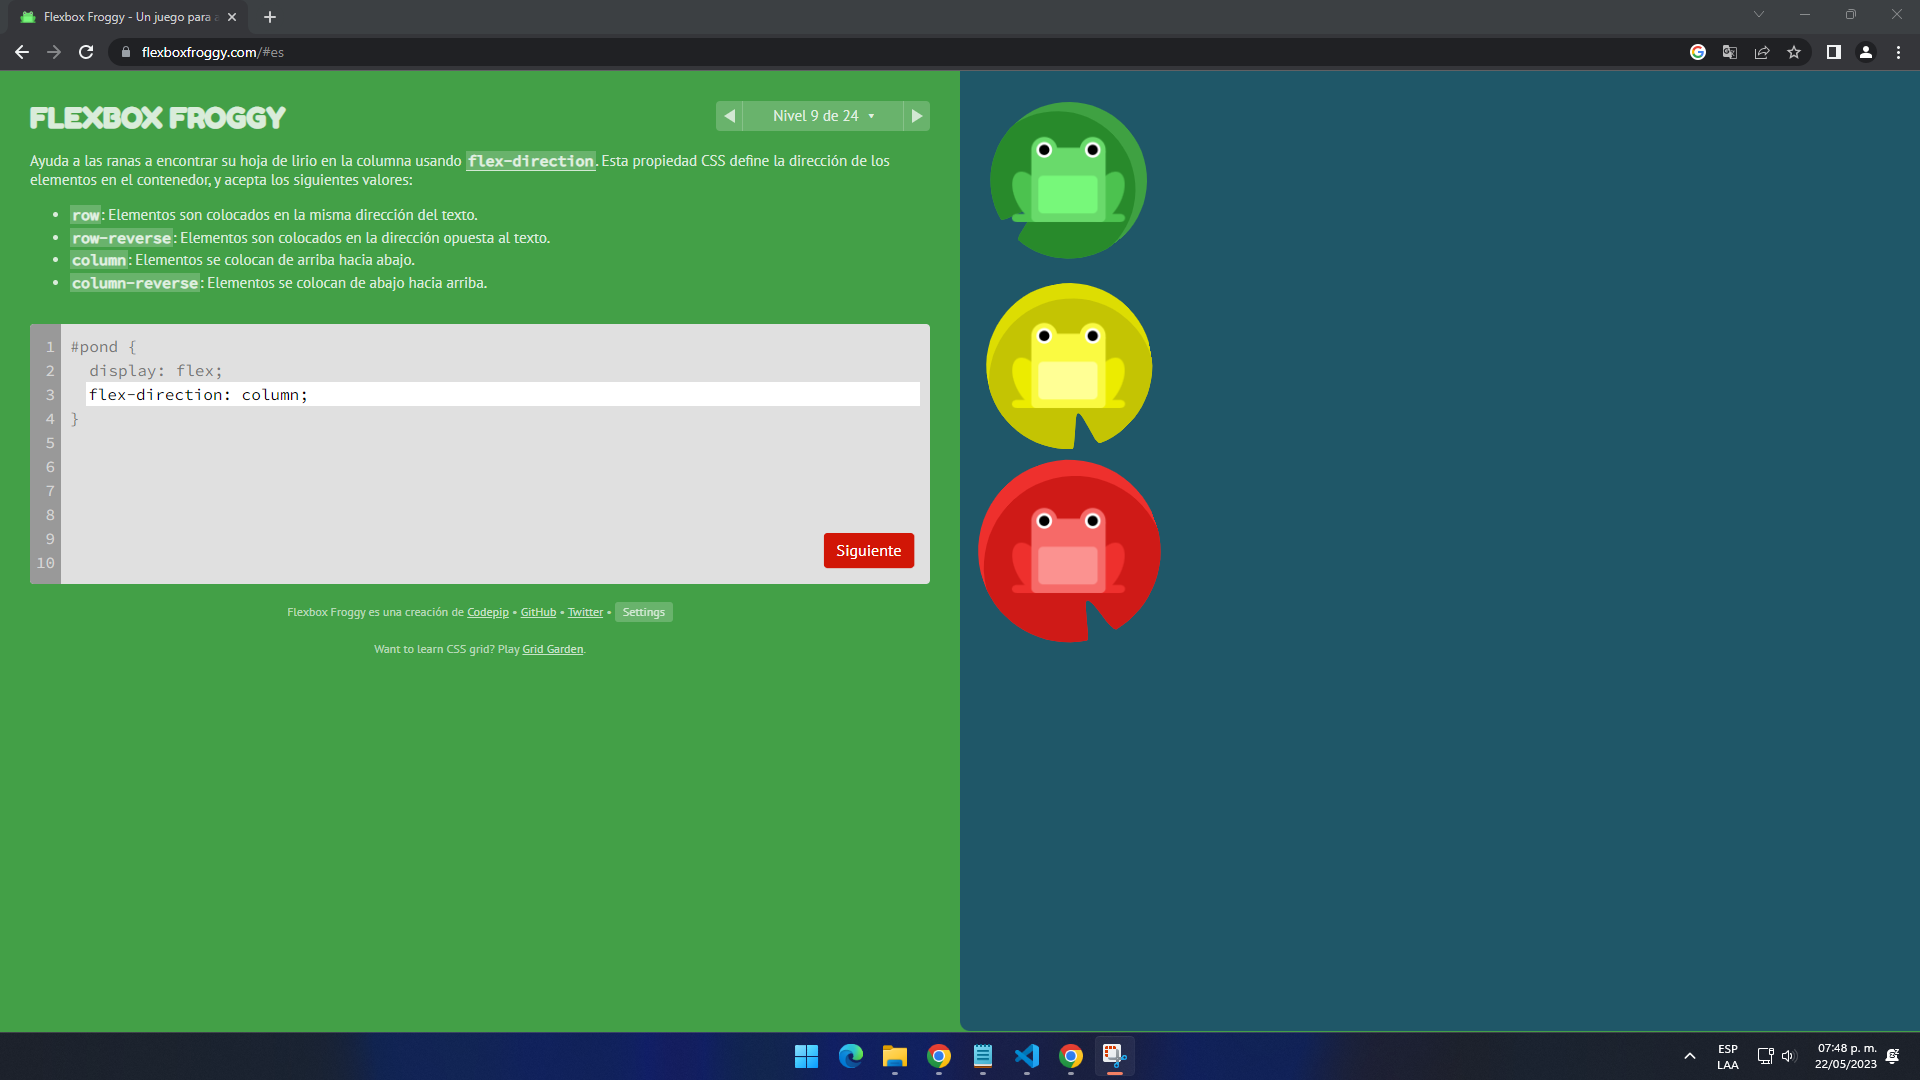 Flexbox Froggy - Un juego para a
flexboxfroggy.com/#es
FLEXBOX FROGGY
Nivel 9 de 24
Ayuda a las ranas a encontrar su hoja de lirio en la columna usando flex-direction. Esta propiedad CSS define la dirección de los
elementos en el contenedor, y acepta los siguientes valores:
• row: Elementos son colocados en la misma dirección del texto.
• row-reverse: Elementos son colocados en la dirección opuesta al texto.
• column: Elementos se colocan de arriba hacia abajo.
• column-reverse: Elementos se colocan de abajo hacia arriba.
1 #pond {
2 display: flex;
3 flex-direction: column;
4 }
5
6
7
8
9
10
Siguiente
Flexbox Froggy es una creación de Codepip • GitHub • Twitter • Settings
Want to learn CSS grid? Play Grid Garden.
ESP
LAA
07:48 p. m.
22/05/2023